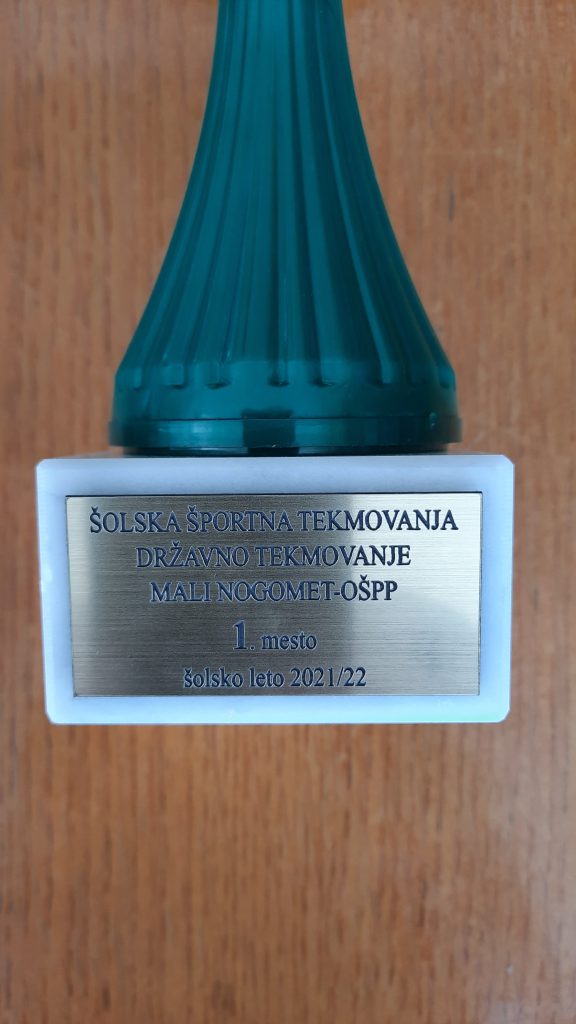 ŠOLSKA ŠPORTNA TEKMOVANJA
DRŽAVNO TEKMOVANJE
MALI NOGOMET-OŠPP
1. mesto
šolsko leto 2021/22